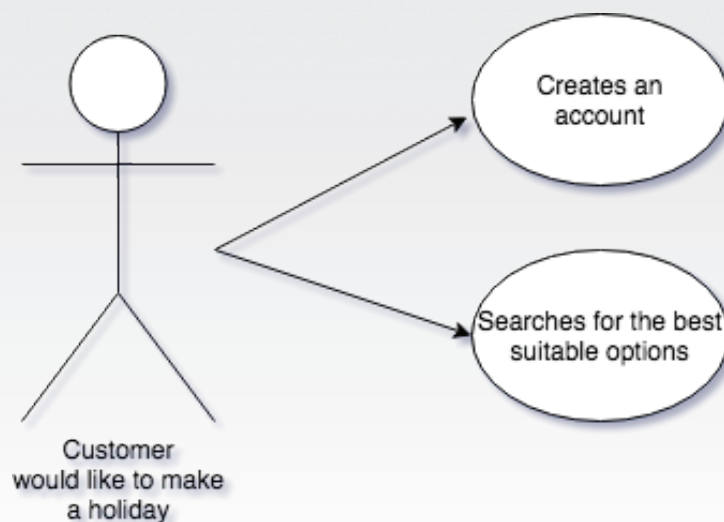 Creates an
account
Searches for the best
suitable options
Customer
would like to make
a holiday